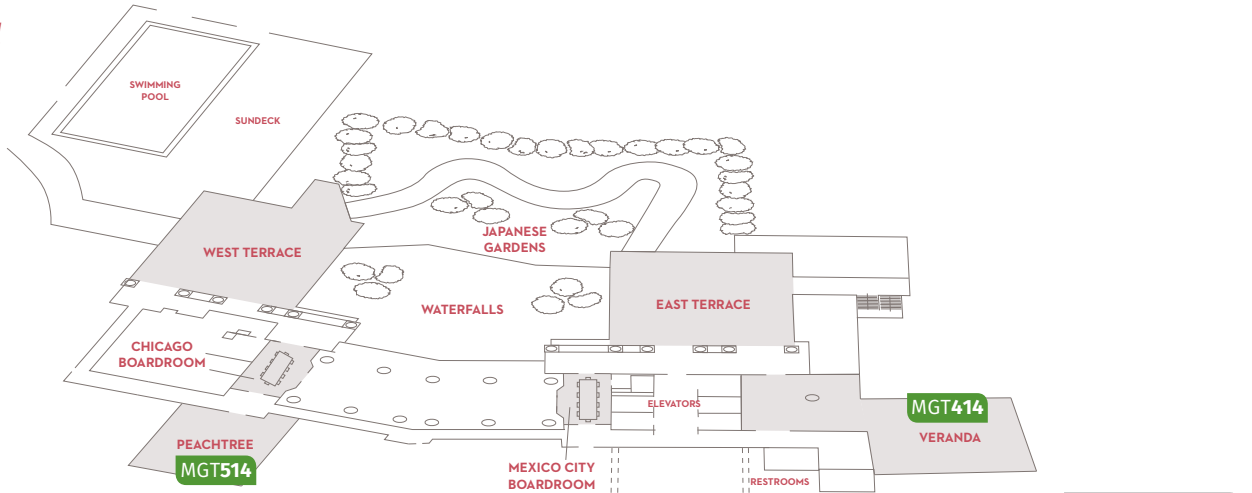 SWIMMING
POOL
SUNDECK
JAPANESE
GARDENS
WEST TERRACE
WATERFALLS
EAST TERRACE
CHICAGO
BOARDROOM
ELEVATORS
MGT414
VERANDA
PEACHTREE
MGT514
MEXICO CITY
BOARDROOM
RESTROOMS